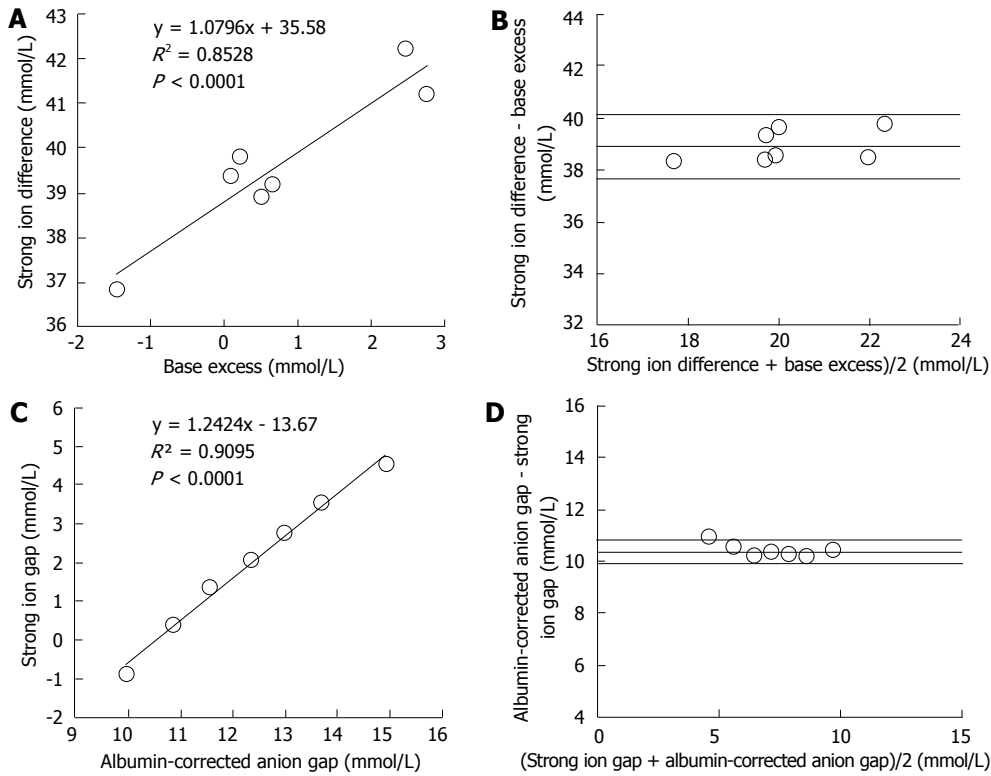 A
y = 1.0796x + 35.58
R² = 0.8528
P < 0.0001
Strong ion difference (mmol/L)
43
42
41
40
39
38
37
36
-2
-1
0
1
2
3
Base excess (mmol/L)
B
Strong ion difference - base excess
(mmol/L)
44
42
40
38
36
34
32
16
18
20
22
24
Strong ion difference + base excess)/2 (mmol/L)
C
y = 1.2424x - 13.67
R² = 0.9095
P < 0.0001
Strong ion gap (mmol/L)
6
5
4
3
2
1
0
-1
-2
9
10
11
12
13
14
15
16
Albumin-corrected anion gap (mmol/L)
D
Albumin-corrected anion gap - strong
ion gap (mmol/L)
16
14
12
10
8
6
4
0
5
10
15
(Strong ion gap + albumin-corrected anion gap)/2 (mmol/L)